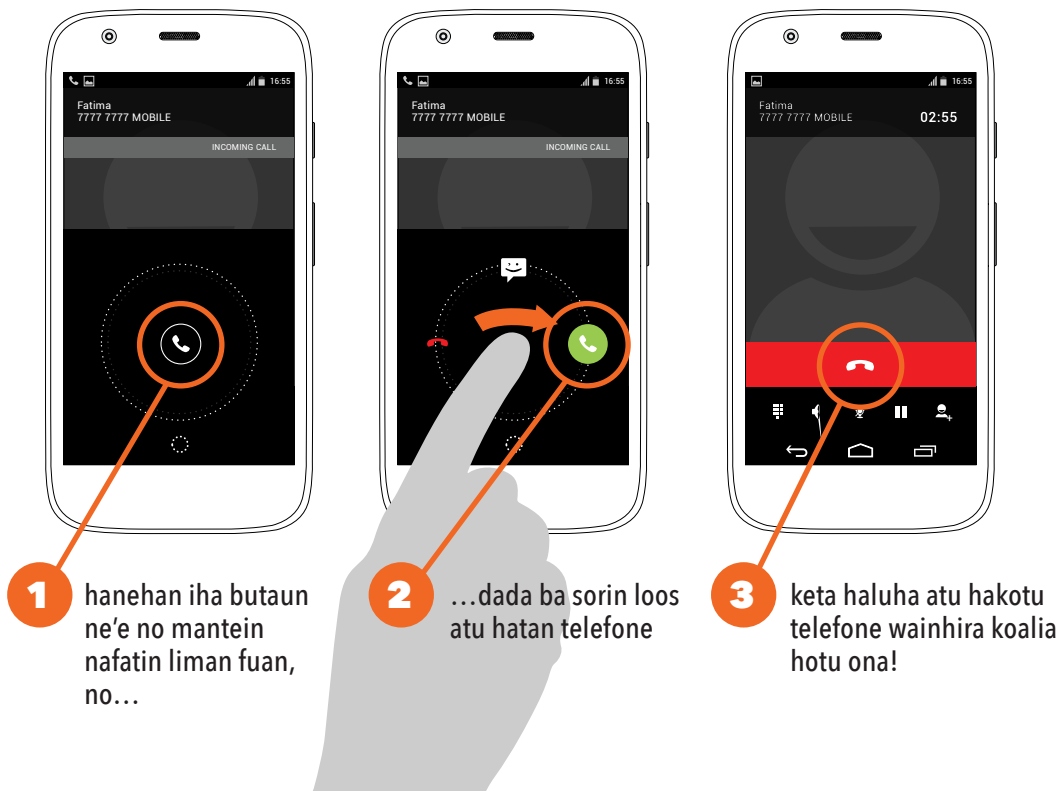 16:55
Fatima
7777 7777 MOBILE
INCOMING CALL
16:55
Fatima
7777 7777 MOBILE
INCOMING CALL
16:55
Fatima
7777 7777 MOBILE
02:55
1
hanehan iha butaun
ne'e no mantein
nafatin liman fuan,
no…
2
…dada ba sorin loos
atu hatan telefone
3
keta haluha atu hakotu
telefone wainhira koalia
hotu ona!